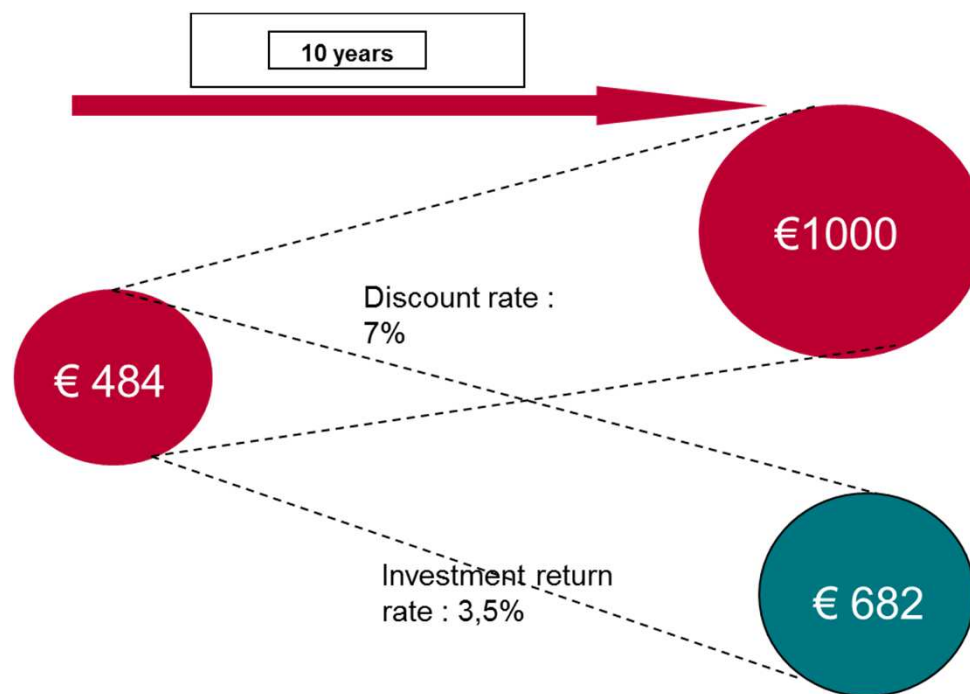 10 years
€1000
Discount rate :
7%
€ 484
Investment return
rate : 3,5%
€ 682